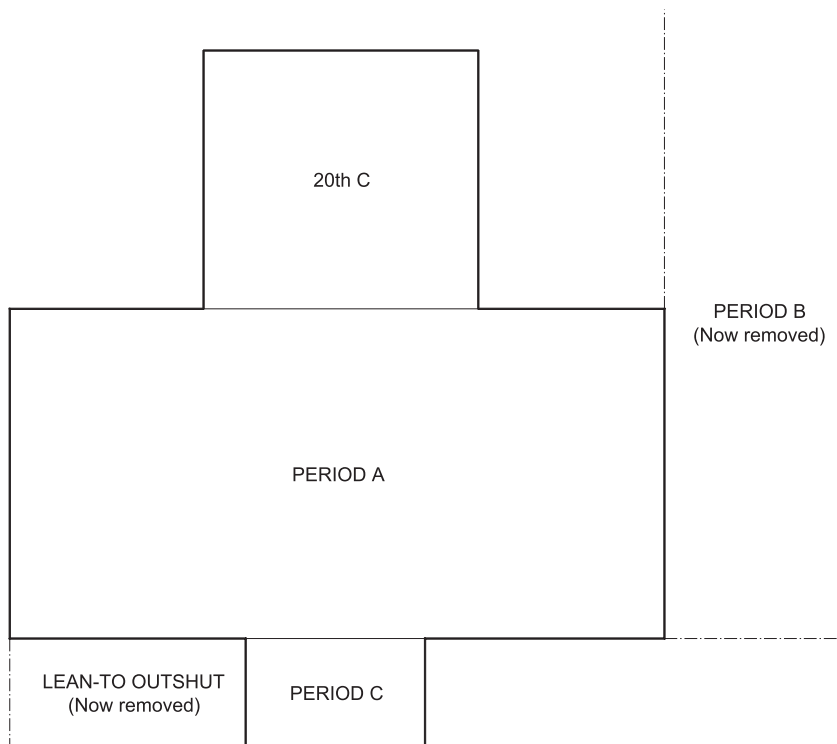 20th C
PERIOD B
(Now removed)
PERIOD A
LEAN-TO OUTSHUT
(Now removed)
PERIOD C